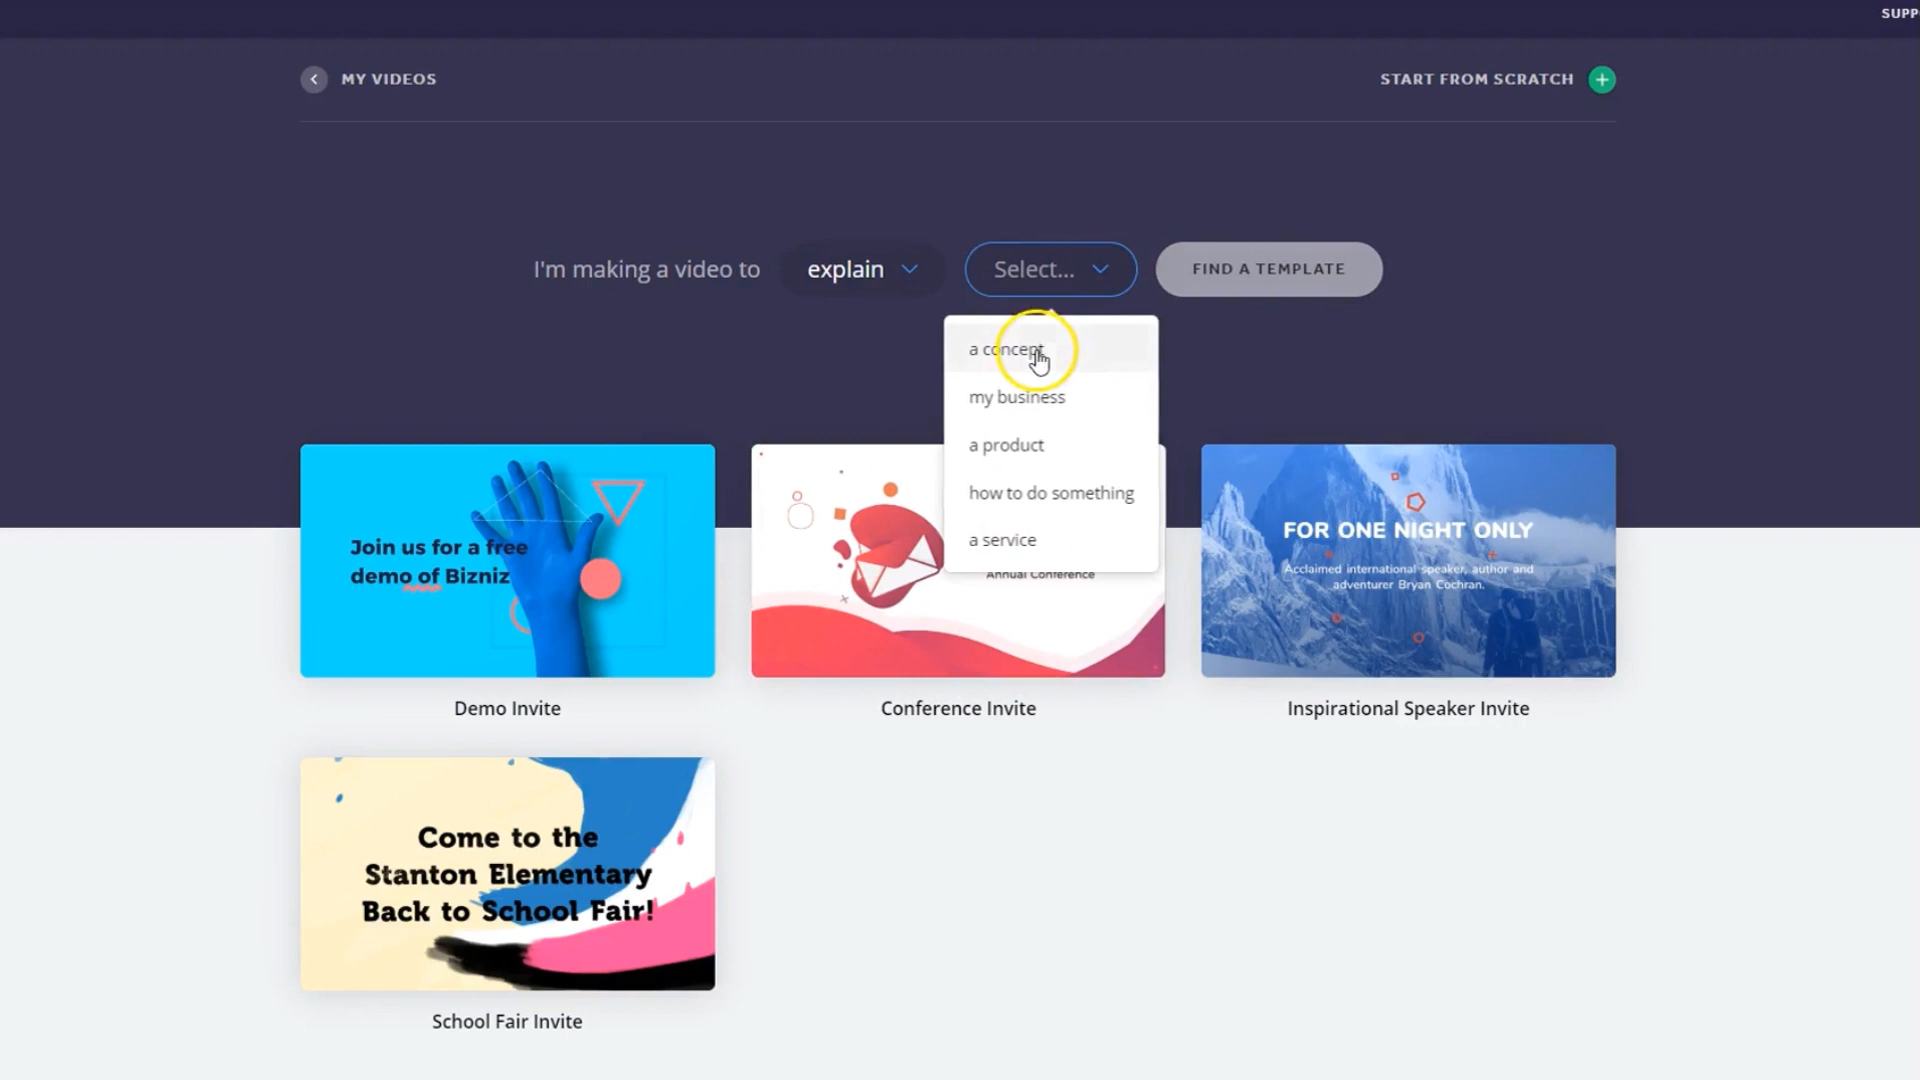 SUPP
MY VIDEOS
START FROM SCRATCH
I'm making a video to explain Select... FIND A TEMPLATE
a concept
my business
a product
how to do something
a service
Join us for a free
demo of Bizniz
Annual Conference
FOR ONE NIGHT ONLY
Acclaimed international speaker, author and
adventurer Bryan Cochran.
Demo Invite
Conference Invite
Inspirational Speaker Invite
Come to the
Stanton Elementary
Back to School Fair!
School Fair Invite